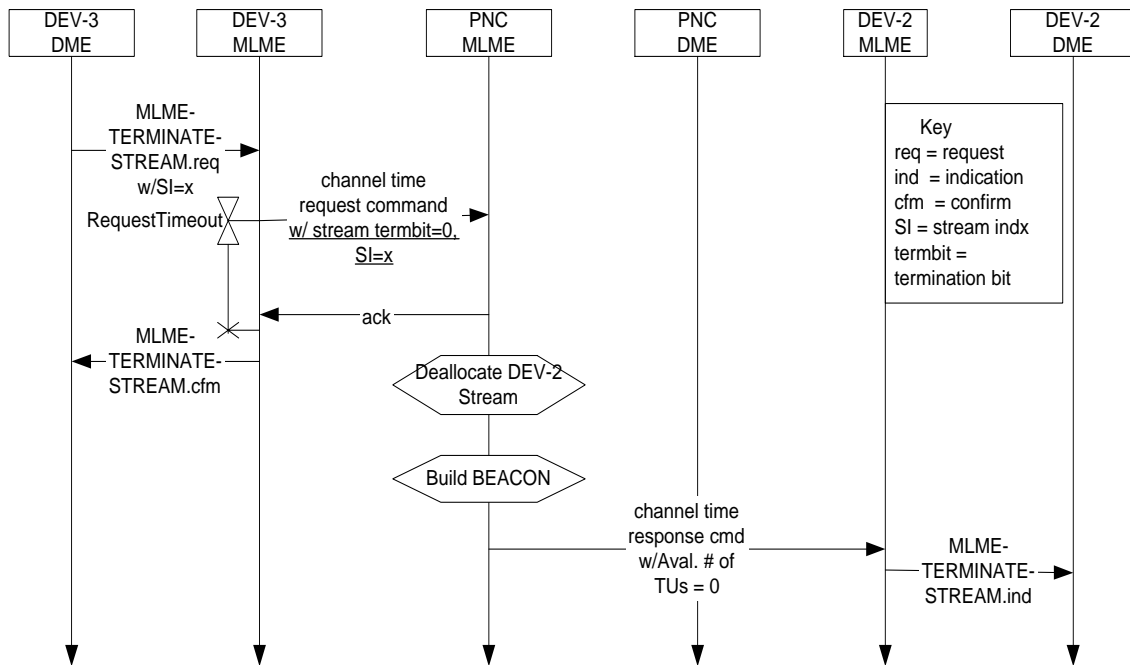 DEV-3
DME
DEV-3
MLME
PNC
MLME
PNC
DME
DEV-2
MLME
DEV-2
DME
MLME-
TERMINATE-
STREAM.req
w/SI=x
Key
req = request
ind = indication
cfm = confirm
SI = stream indx
termbit =
termination bit
RequestTimeout
channel time
request command
w/ stream termbit=0,
SI=x
ack
MLME-
TERMINATE-
STREAM.cfm
Deallocate DEV-2
Stream
Build BEACON
channel time
response cmd
w/Aval. # of
TUs = 0
MLME-
TERMINATE-
STREAM.ind